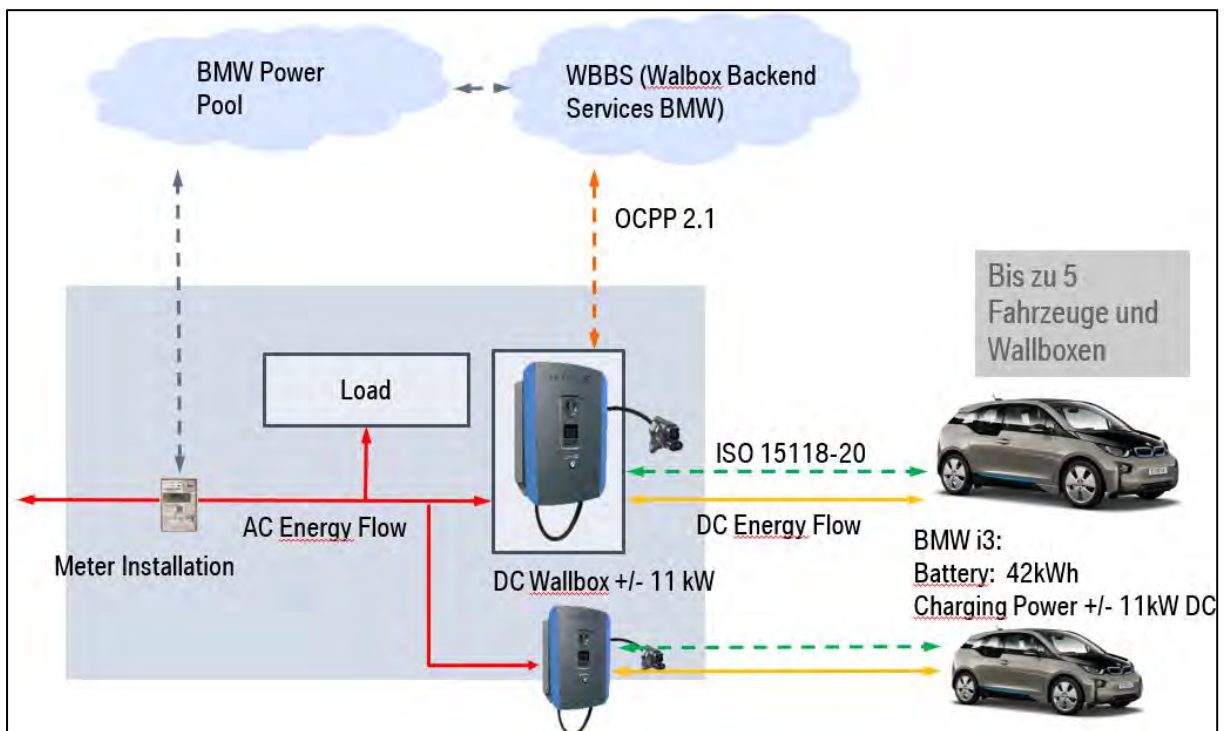 BMW Power
Pool
WBBS (Walbox Backend
Services BMW)
OCPP 2.1
Bis zu 5
Fahrzeuge und
Wallboxen
Load
ISO 15118-20
AC Energy Flow
DC Energy Flow
Meter Installation
DC Wallbox +/- 11 kW
BMW i3:
Battery: 42kWh
Charging Power +/- 11kW DC